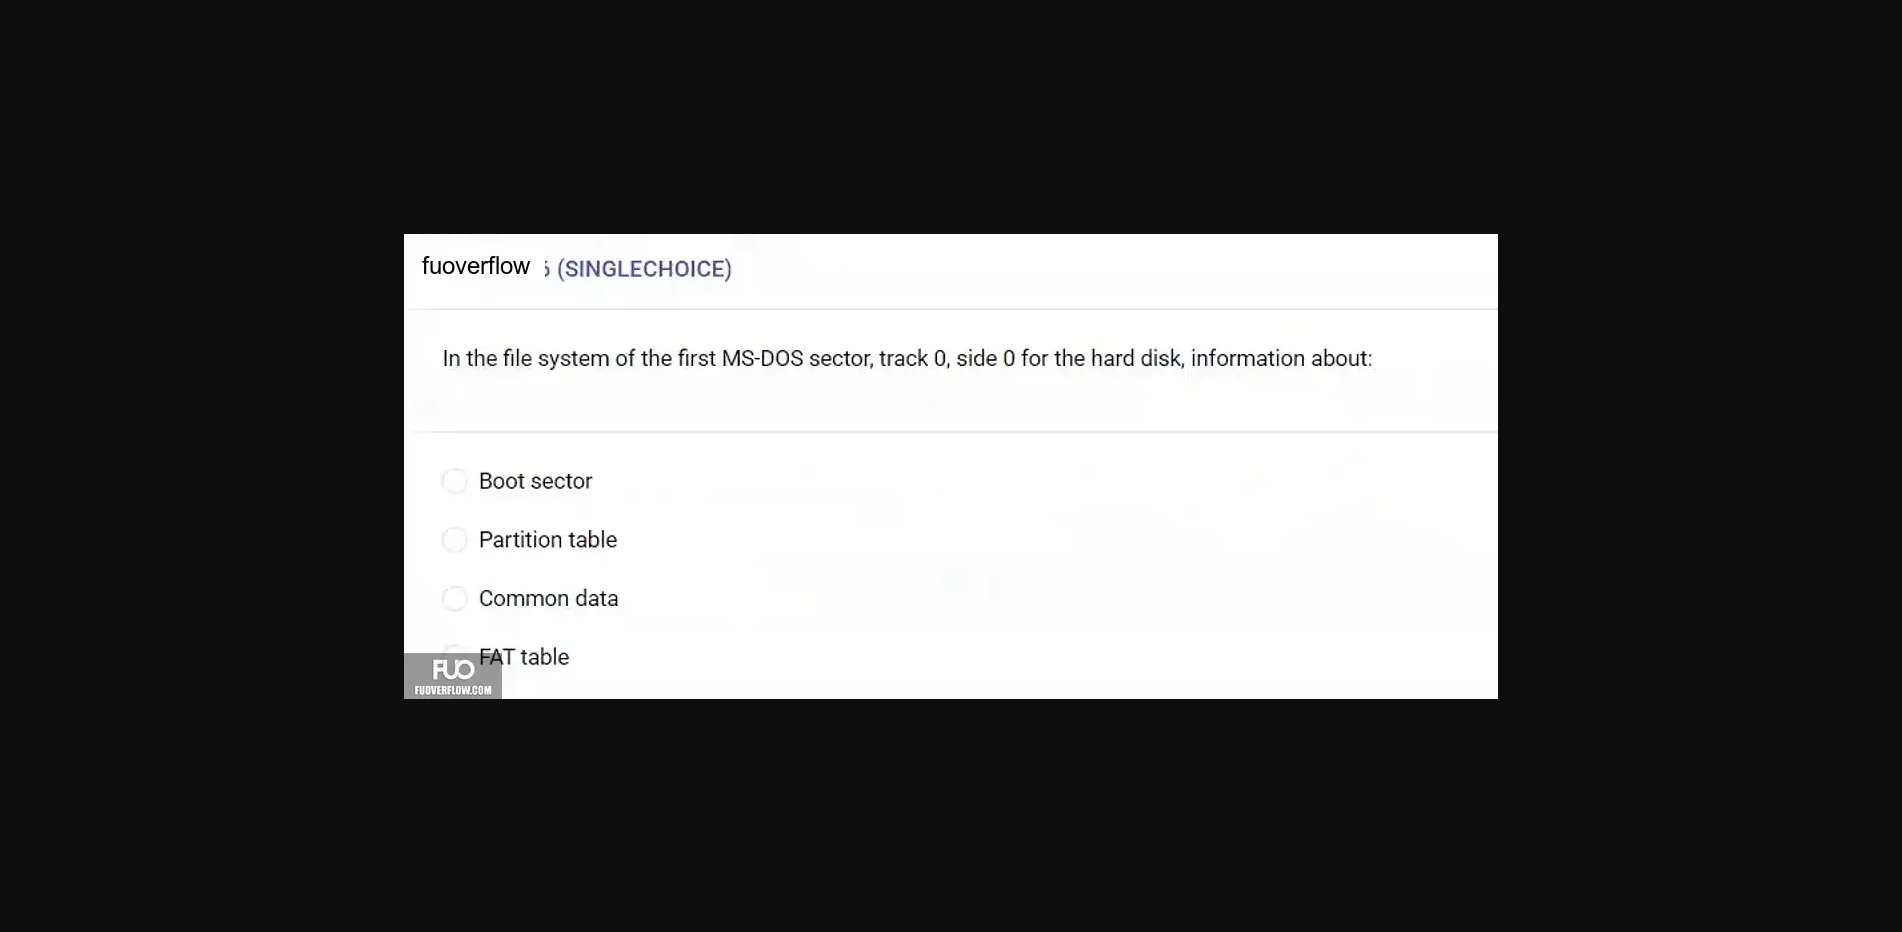 fuoverflow (SINGLECHOICE)
In the file system of the first MS-DOS sector, track 0, side 0 for the hard disk, information about:
Boot sector
Partition table
Common data
FAT table
FUO
FUOVERFLOW.COM